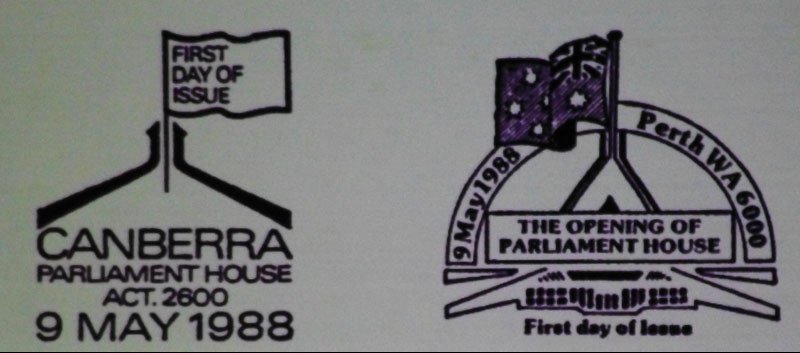 FIRST
DAY OF
ISSUE
CANBERRA
PARLIAMENT HOUSE
ACT. 2600
9 MAY 1988
9 May 1988
Perth WA 6000
THE OPENING OF
PARLIAMENT HOUSE
First day of Issue